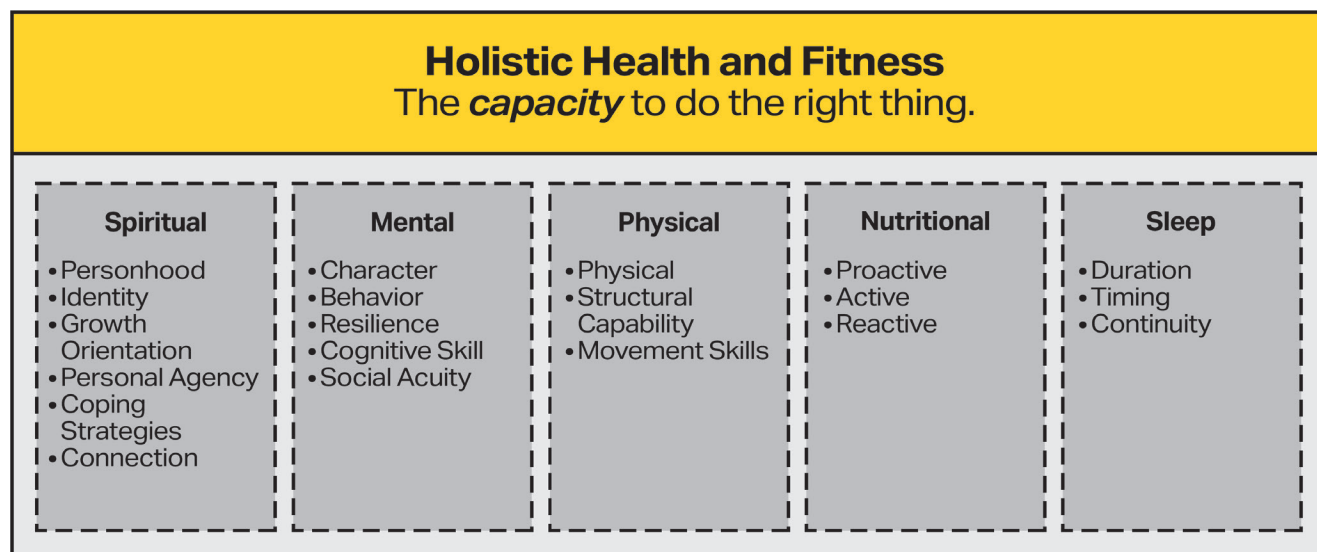 Holistic Health and Fitness
The capacity to do the right thing.
Spiritual
•Personhood
•Identity
•Growth
Orientation
•Personal Agency
•Coping
Strategies
•Connection
Mental
•Character
•Behavior
•Resilience
•Cognitive Skill
•Social Acuity
Physical
•Physical
•Structural
Capability
•Movement Skills
Nutritional
•Proactive
•Active
•Reactive
Sleep
•Duration
•Timing
•Continuity